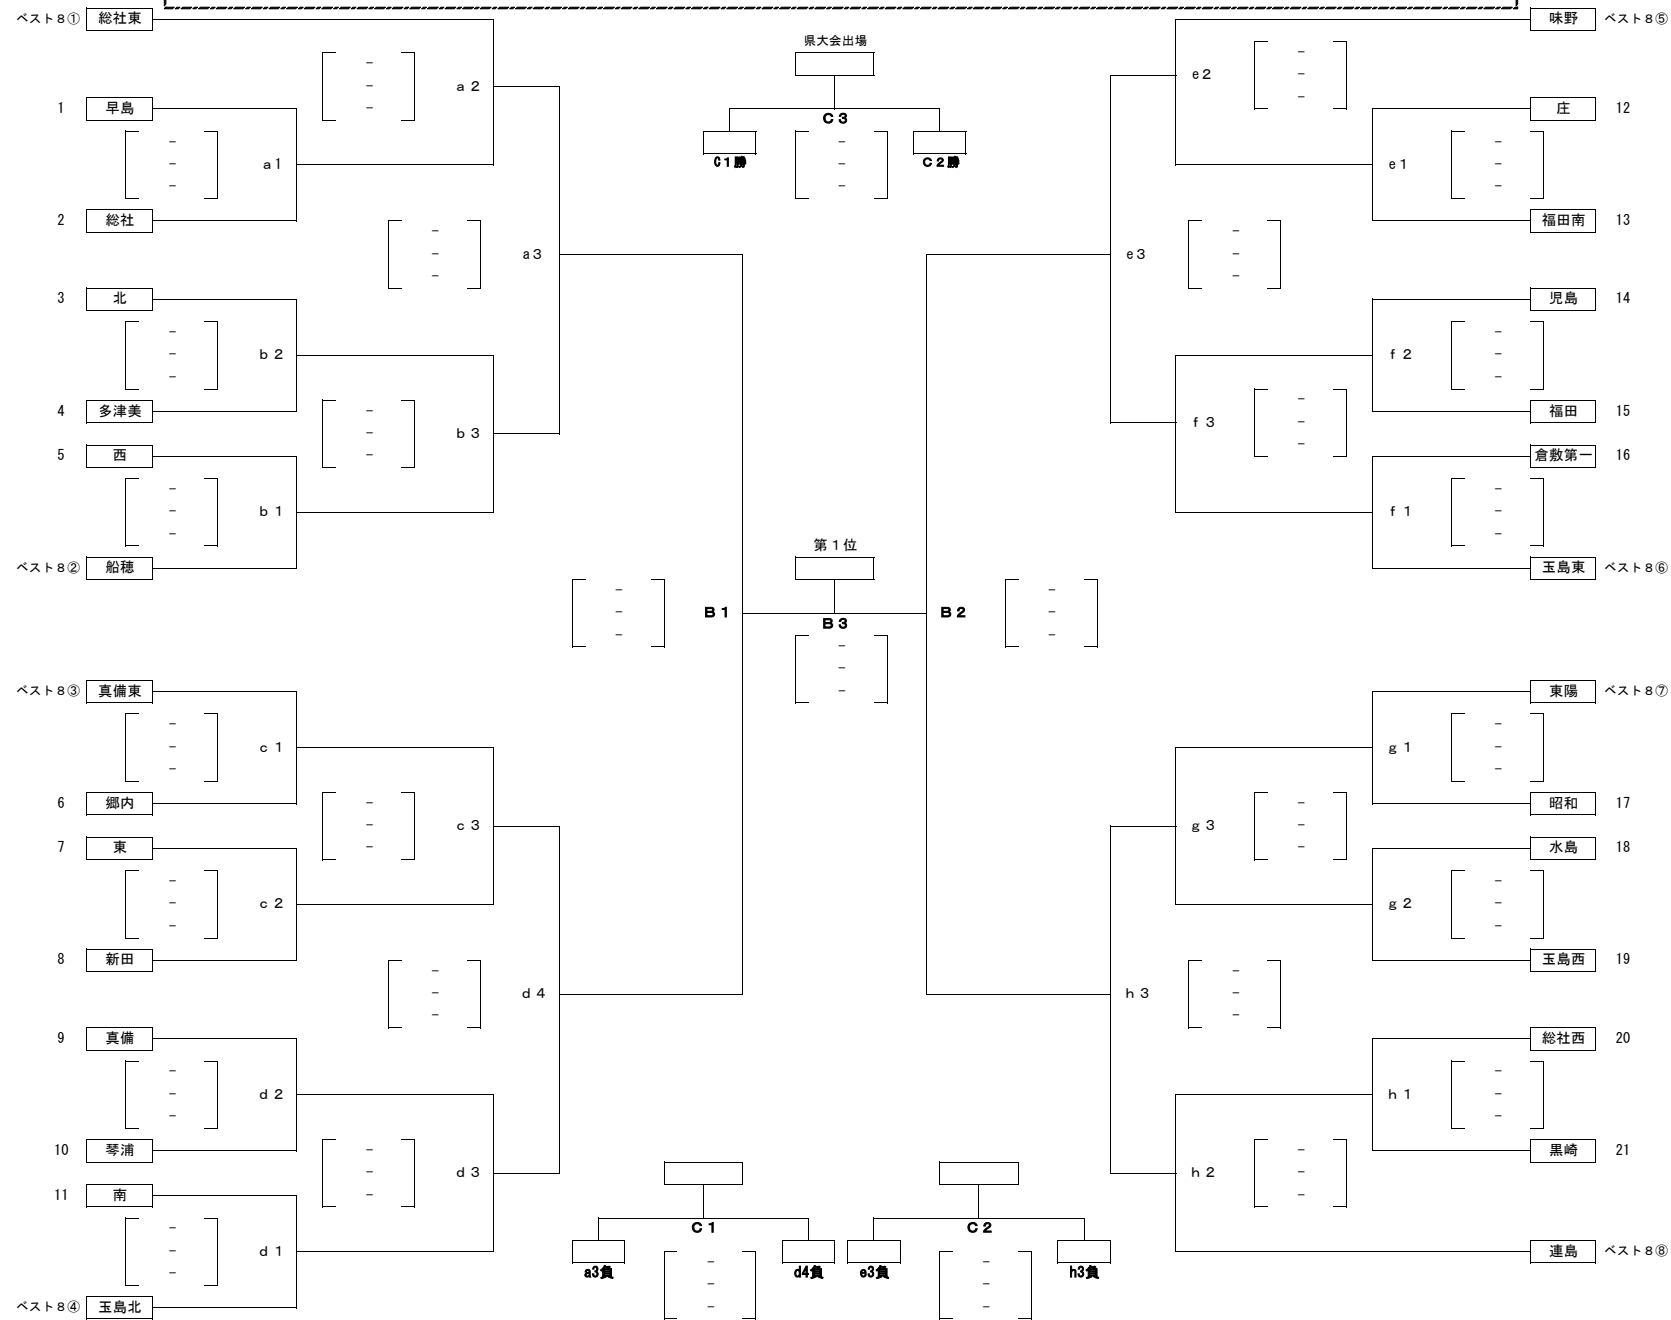 ベスト８① 総社東
味野 ベスト８⑤
県大会出場
ａ２
ｅ２
1 早島
庄 12
Ｃ３
Ｃ１勝
Ｃ２勝
ａ１
ｅ１
2 総社
福田南 13
ａ３
ｅ３
3 北
児島 14
ｂ２
ｆ２
4 多津美
福田 15
ｂ３
ｆ３
5 西
倉敷第一 16
ｂ１
ｆ１
第１位
ベスト８② 船穂
玉島東 ベスト８⑥
Ｂ１
Ｂ３
Ｂ２
ベスト８③ 真備東
東陽 ベスト８⑦
ｃ１
ｇ１
6 郷内
昭和 17
ｃ３
ｇ３
7 東
水島 18
ｃ２
ｇ２
8 新田
玉島西 19
ｄ４
ｈ３
9 真備
総社西 20
ｄ２
ｈ１
10 琴浦
黒崎 21
ｄ３
ｈ２
11 南
Ｃ１
Ｃ２
ｄ１
連島 ベスト８⑧
a3負
d4負
e3負
h3負
ベスト８④ 玉島北